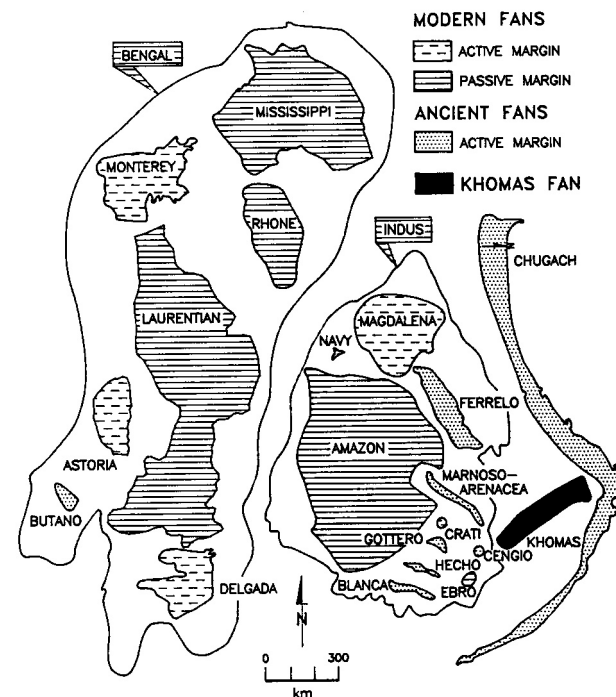 MODERN FANS
ACTIVE MARGIN
PASSIVE MARGIN
ANCIENT FANS
ACTIVE MARGIN
KHOMAS FAN
BENGAL
MISSISSIPPI
MONTEREY
RHONE
INDUS
CHUGACH
LAURENTIAN
MAGDALENA
NAVY
FERRELO
AMAZON
ASTORIA
MARNOSO-
ARENACEA
BUTANO
CRATI
KHOMAS
GOTTERO
CENGIO
HECHO
DELGADA
BLANCA
EBRO
N
0 300
km